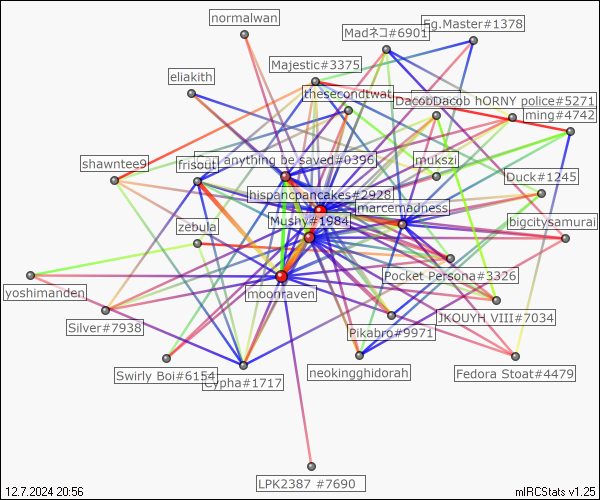 normalwan
Fg.Master#1378
Madネコ#6901
Majestic#3375
eliakith
thesecondtwat
DacobDacob
hORNY police#5271
ming#4742
shawntee9
frisout
anything be saved#0396
mukszi
Duck#1245
hispancpancakes#2928
marcemadness
Mushy#1984
zebula
bigcitysamurai
Pocket Persona#3326
yoshimanden
moonraven
JKOUYH VIII#7034
Silver#7938
Pikabro#9971
Swirly Boi#6154
Cypha#1717
neokingghidorah
Fedora Stoat#4479
LPK2387 #7690
12.7.2024 20:56
mIRCStats v1.25